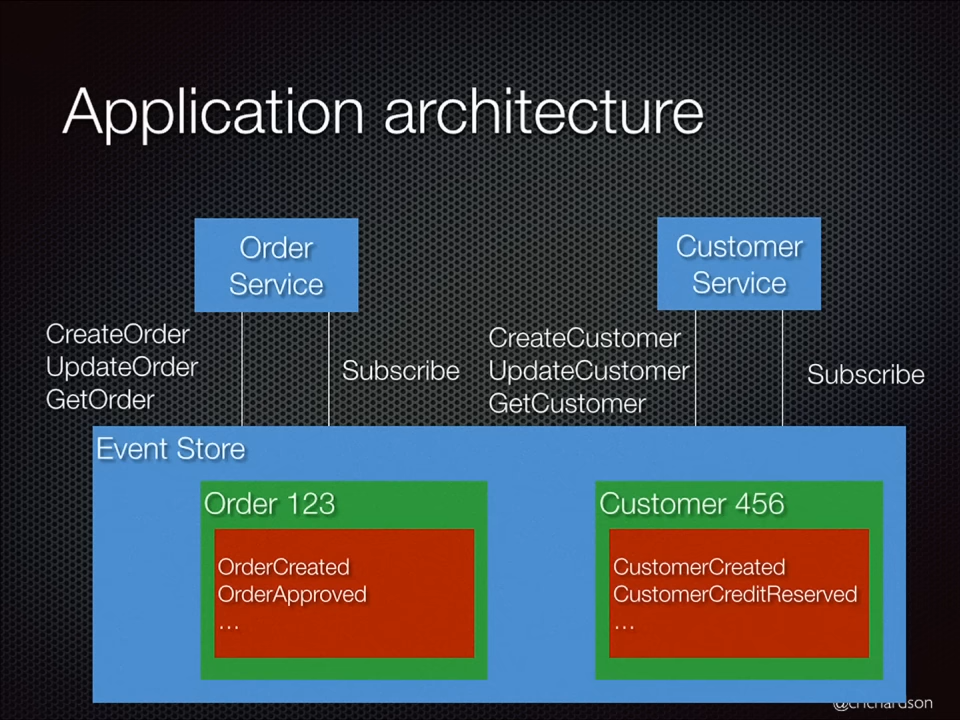 Application architecture
Order
Service
Customer
Service
CreateOrder
UpdateOrder
GetOrder
Subscribe
CreateCustomer
UpdateCustomer
GetCustomer
Subscribe
Event Store
Order 123
OrderCreated
OrderApproved
…
Customer 456
CustomerCreated
CustomerCreditReserved
…
@crichardson